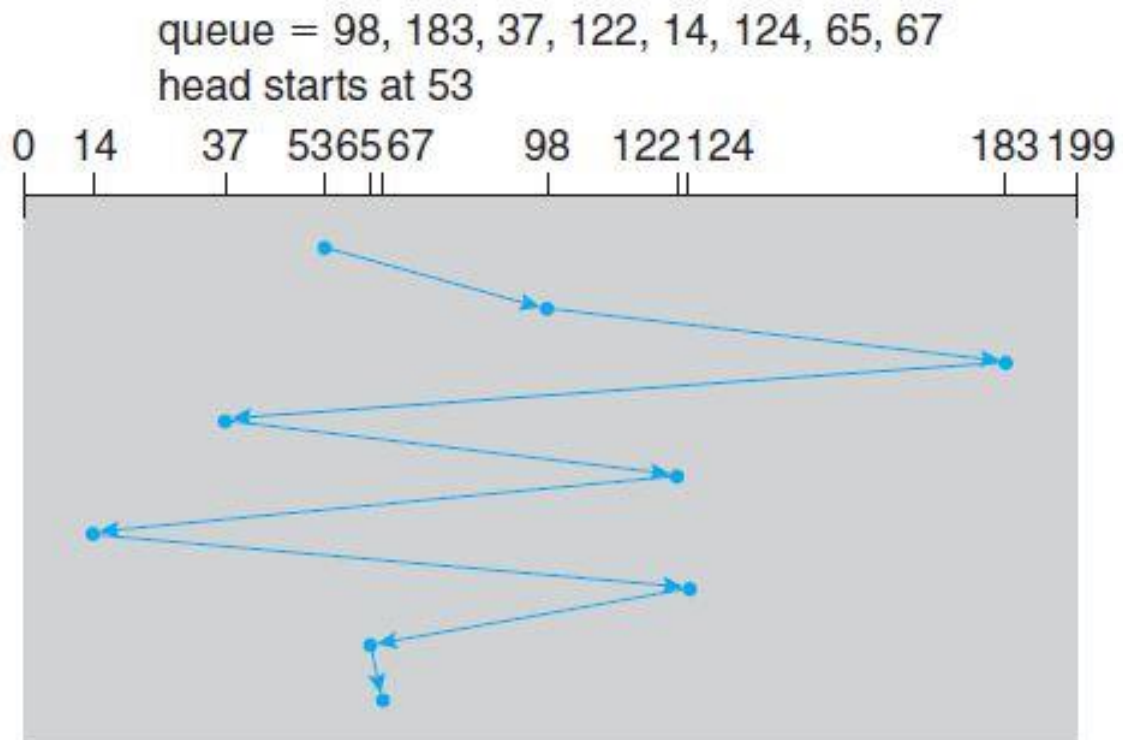 queue = 98, 183, 37, 122, 14, 124, 65, 67
head starts at 53
0 14 37 536567 98 122124 183199